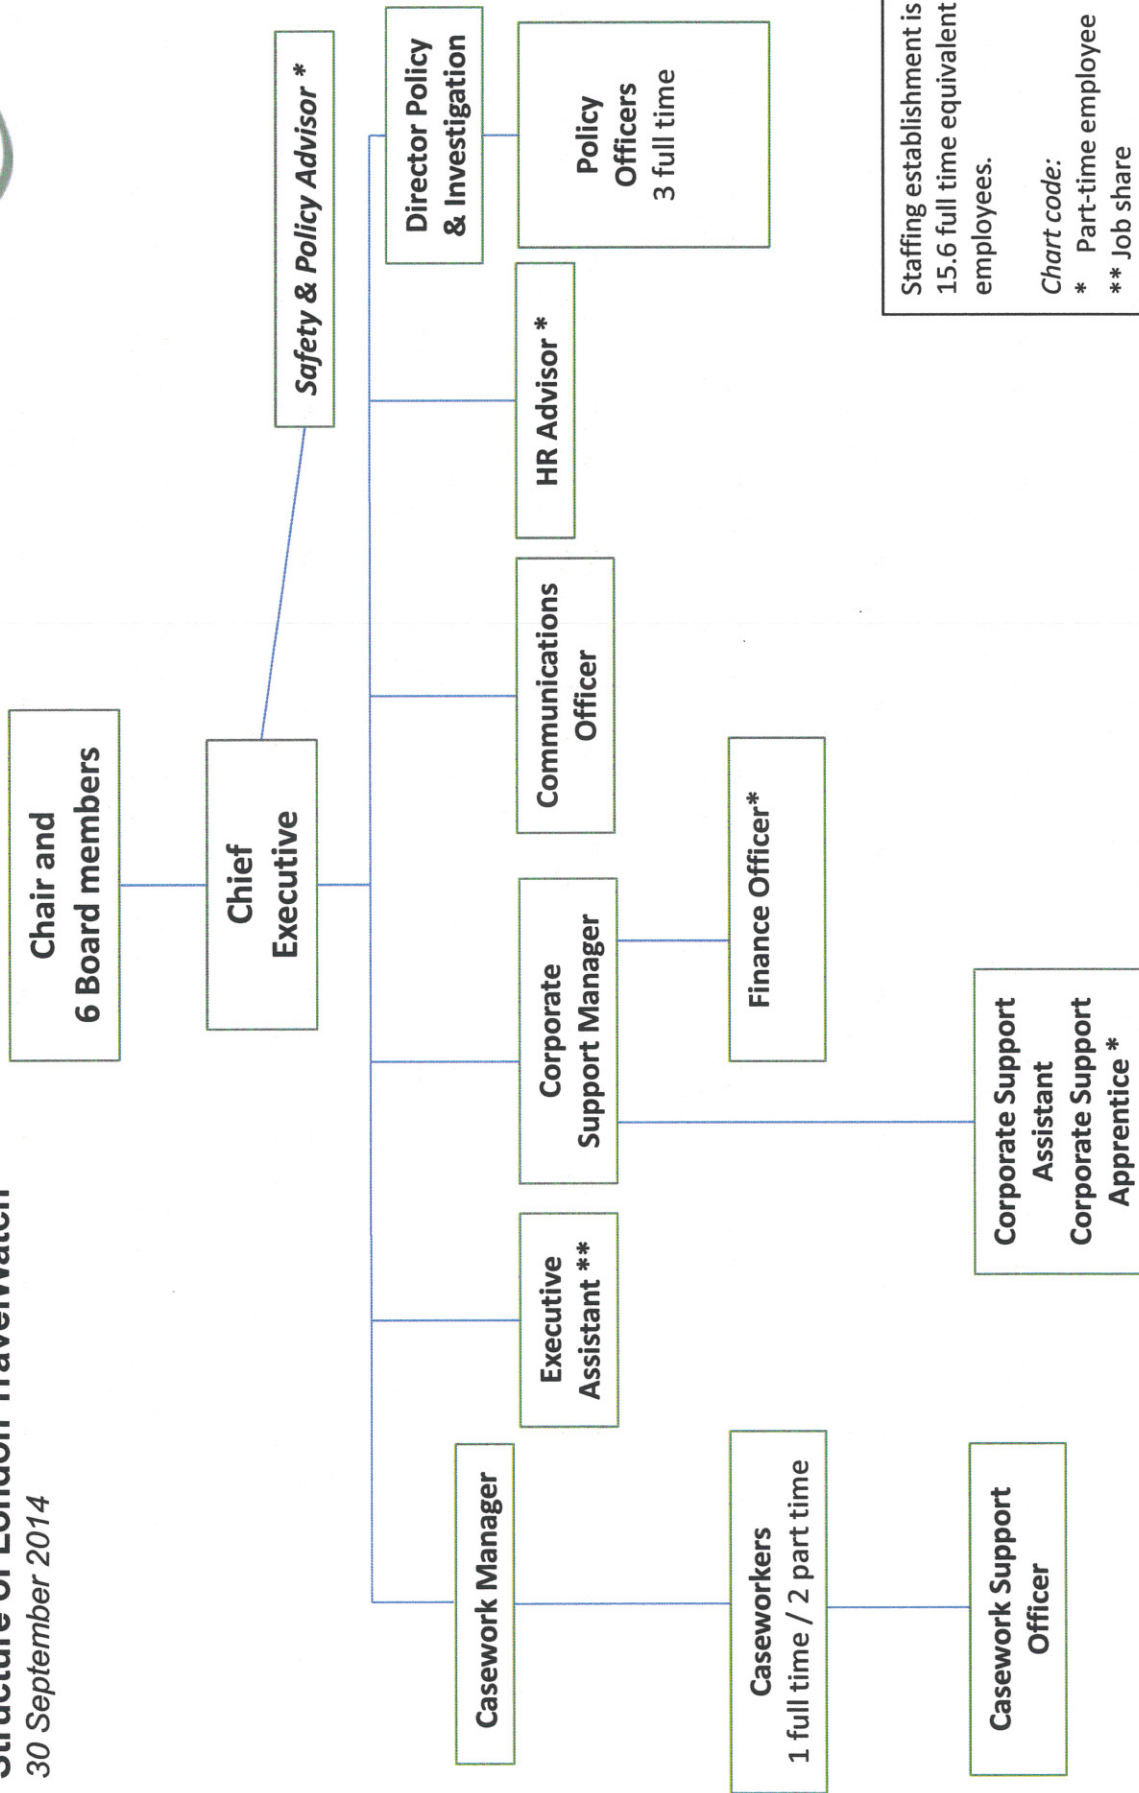 Structure of London TravelWatch
30 September 2014
Chair and
6 Board members
Chief
Executive
Safety & Policy Advisor *
Casework Manager
Caseworkers
1 full time / 2 part time
Casework Support
Officer
Executive
Assistant **
Corporate
Support Manager
Finance Officer*
Corporate Support
Assistant
Corporate Support
Apprentice *
Communications
Officer
HR Advisor *
Director Policy
& Investigation
Policy
Officers
3 full time
Staffing establishment is
15.6 full time equivalent
employees.
Chart code:
* Part-time employee
** Job share